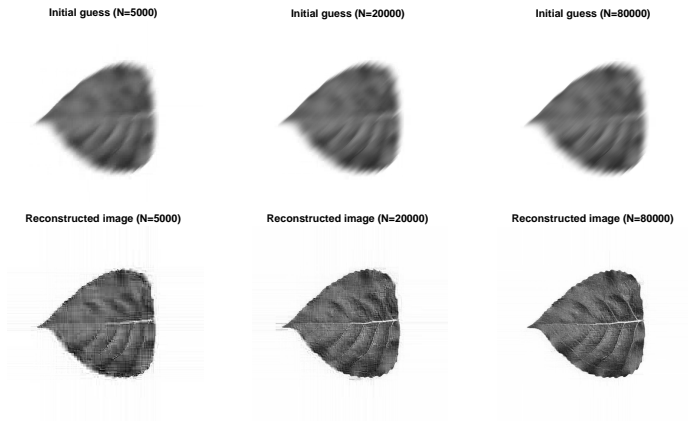 Initial guess (N=5000)
Initial guess (N=20000)
Initial guess (N=80000)
Reconstructed image (N=5000)
Reconstructed image (N=20000)
Reconstructed image (N=80000)